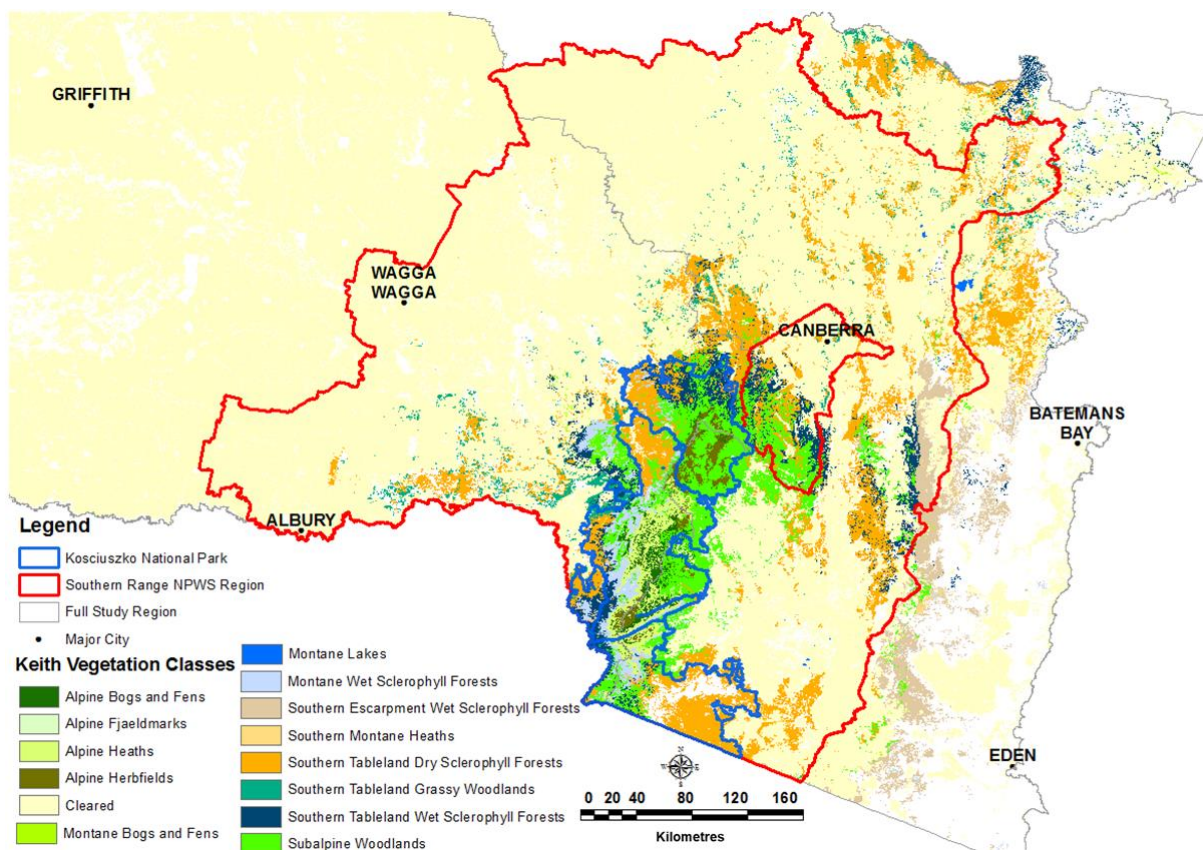 GRIFFITH
WAGGA
WAGGA
CANBERRA
BATEMANS
BAY
ALBURY
EDEN
Legend
Kosciuszko National Park
Southern Range NPWS Region
Full Study Region
Major City
Keith Vegetation Classes
Alpine Bogs and Fens
Alpine Fjaeldmarks
Alpine Heaths
Alpine Herbfields
Cleared
Montane Bogs and Fens
Montane Lakes
Montane Wet Sclerophyll Forests
Southern Escarpment Wet Sclerophyll Forests
Southern Montane Heaths
Southern Tableland Dry Sclerophyll Forests
Southern Tableland Grassy Woodlands
Southern Tableland Wet Sclerophyll Forests
Subalpine Woodlands
0 20 40 80 120 160
Kilometres